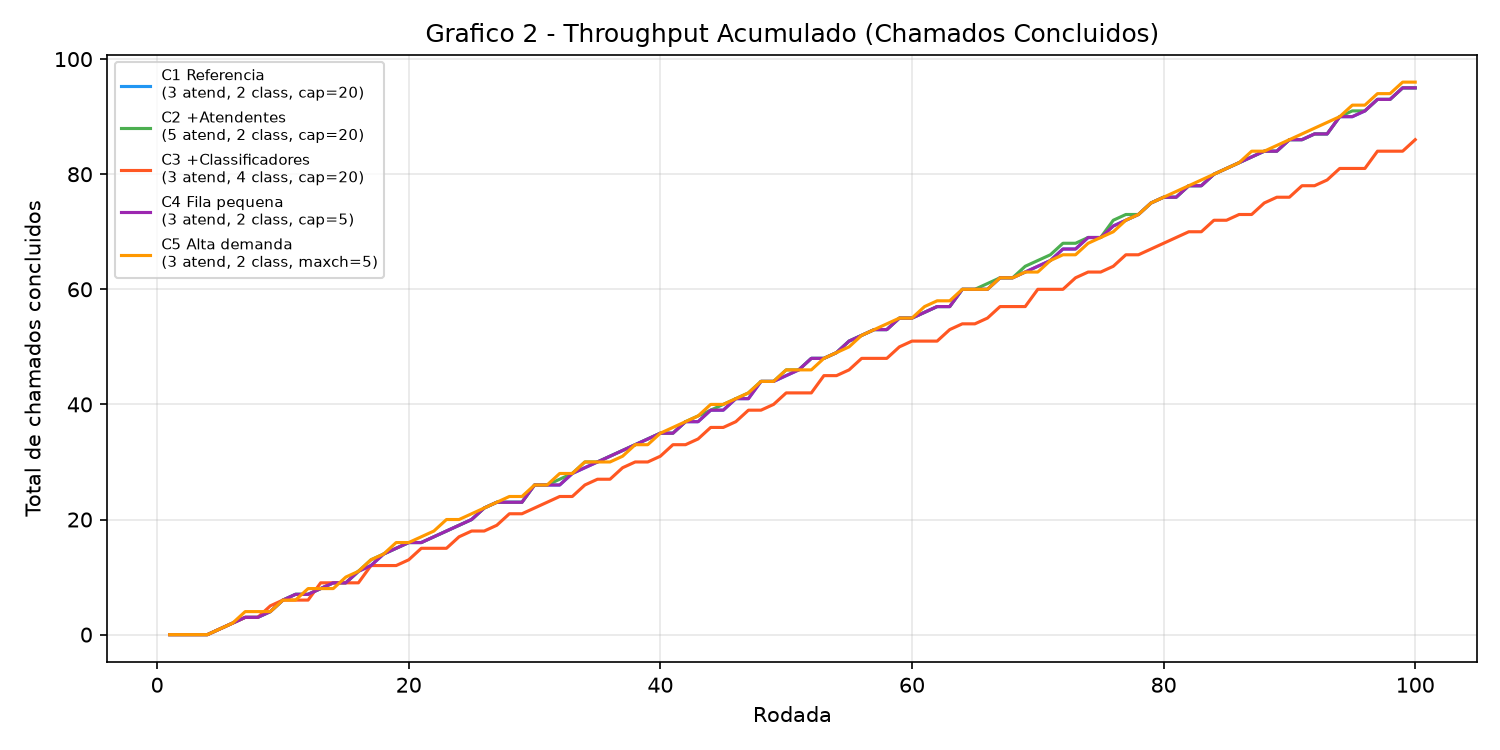 Grafico 2 - Throughput Acumulado (Chamados Concluidos)
Total de chamados concluidos
100
80
60
40
20
0
C1 Referencia
(3 atend, 2 class, cap=20)
C2 +Atendentes
(5 atend, 2 class, cap=20)
C3 +Classificadores
(3 atend, 4 class, cap=20)
C4 Fila pequena
(3 atend, 2 class, cap=5)
C5 Alta demanda
(3 atend, 2 class, maxch=5)
0 20 40 60 80 100
Rodada